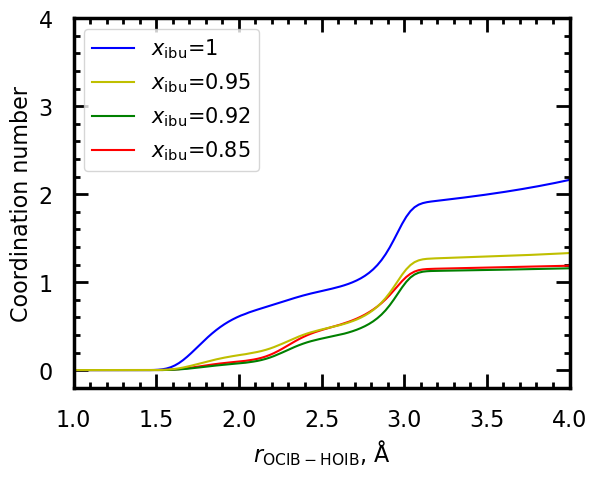 Coordination number
4
3
2
1
0
x_ibu=1
x_ibu=0.95
x_ibu=0.92
x_ibu=0.85
1.0 1.5 2.0 2.5 3.0 3.5 4.0
r_OCIB−HOIB, Å